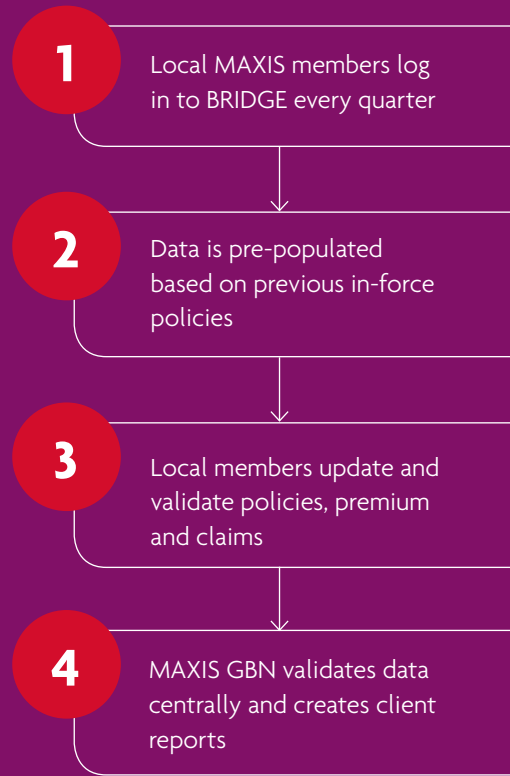 1
Local MAXIS members log
in to BRIDGE every quarter
2
Data is pre-populated
based on previous in-force
policies
3
Local members update and
validate policies, premium
and claims
4
MAXIS GBN validates data
centrally and creates client
reports